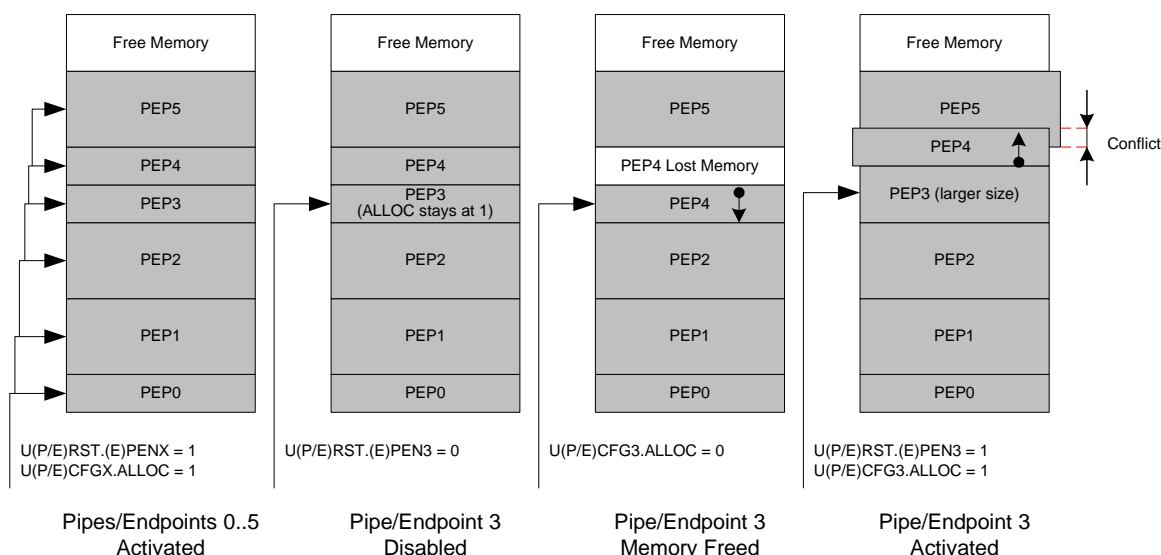 Free Memory
PEP5
PEP4
PEP3
PEP2
PEP1
PEP0
U(P/E)RST.(E)PENX = 1
U(P/E)CFGX.ALLOC = 1
Pipes/Endpoints 0..5
Activated
Free Memory
PEP5
PEP4
PEP3
(ALLOC stays at 1)
PEP2
PEP1
PEP0
U(P/E)RST.(E)PEN3 = 0
Pipe/Endpoint 3
Disabled
Free Memory
PEP5
PEP4 Lost Memory
PEP4
PEP2
PEP1
PEP0
U(P/E)CFG3.ALLOC = 0
Pipe/Endpoint 3
Memory Freed
Free Memory
PEP5
PEP4
Conflict
PEP3 (larger size)
PEP2
PEP1
PEP0
U(P/E)RST.(E)PEN3 = 1
U(P/E)CFG3.ALLOC = 1
Pipe/Endpoint 3
Activated